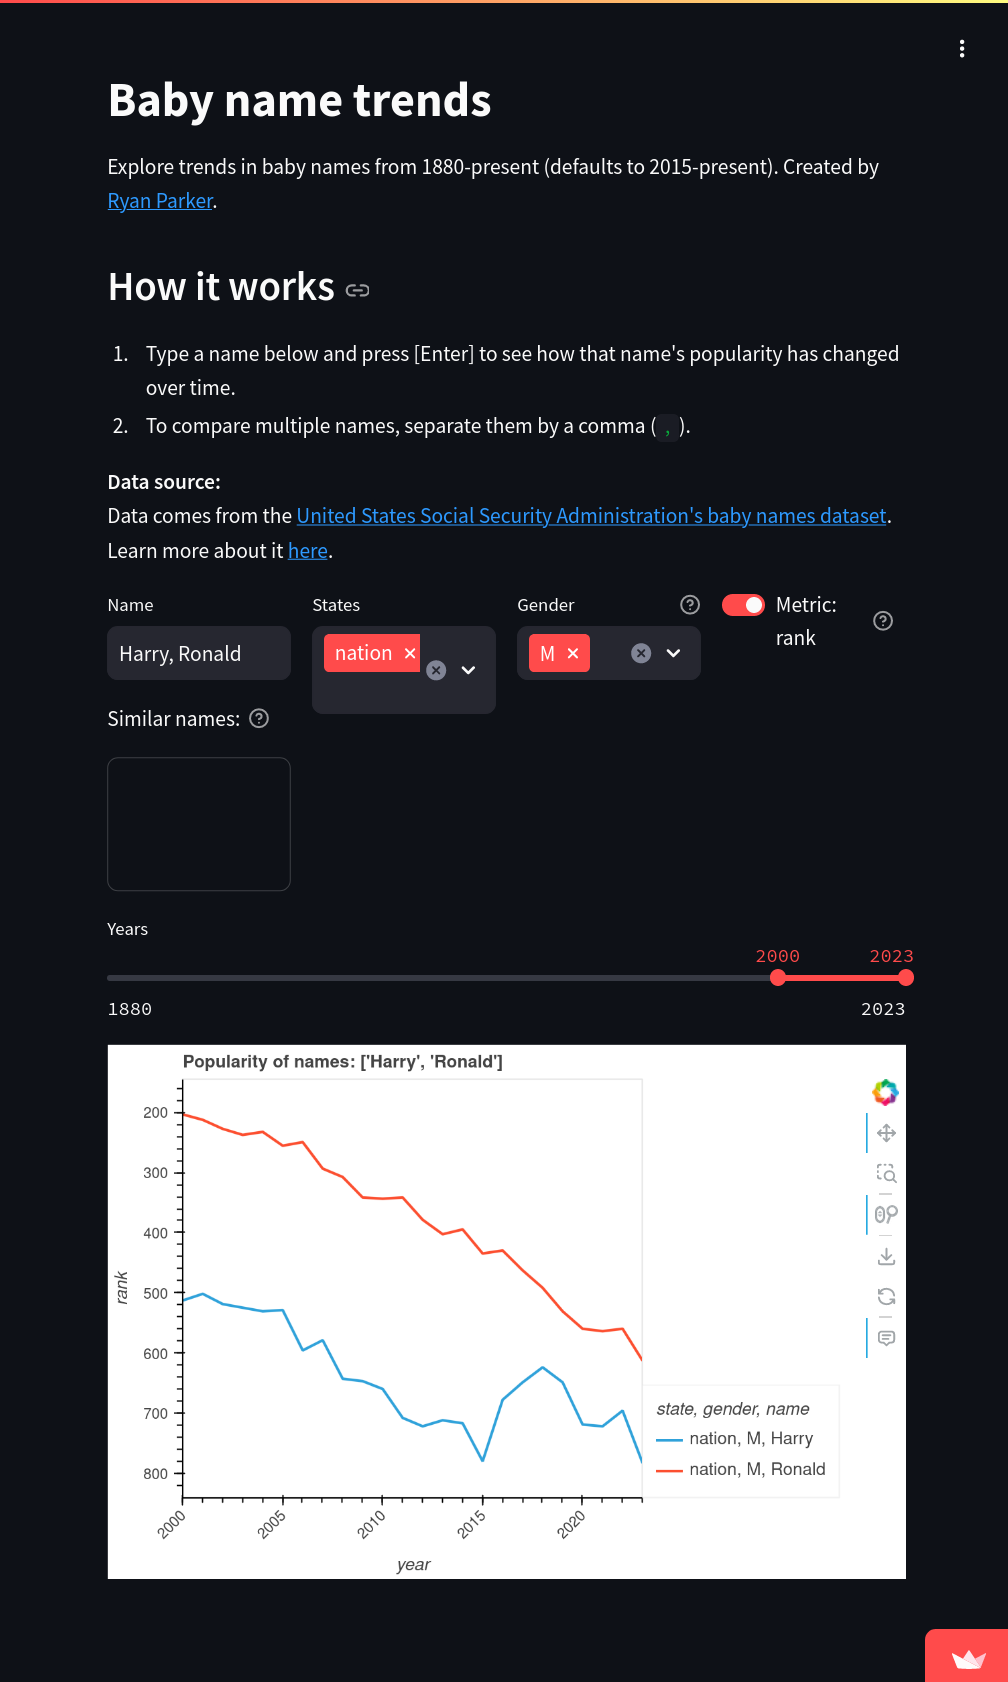 Baby name trends
Explore trends in baby names from 1880-present (defaults to 2015-present). Created by
Ryan Parker.
How it works
1. Type a name below and press [Enter] to see how that name's popularity has changed
over time.
2. To compare multiple names, separate them by a comma ( , ).
Data source:
Data comes from the United States Social Security Administration's baby names dataset.
Learn more about it here.
Name
Harry, Ronald
Similar names:
States
nation
Gender
M
Metric:
rank
Years
2000 2023
1880 2023
Popularity of names: ['Harry', 'Ronald']
200
300
400
500
600
700
800
rank
2000 2005 2010 2015 2020
year
state, gender, name
nation, M, Harry
nation, M, Ronald